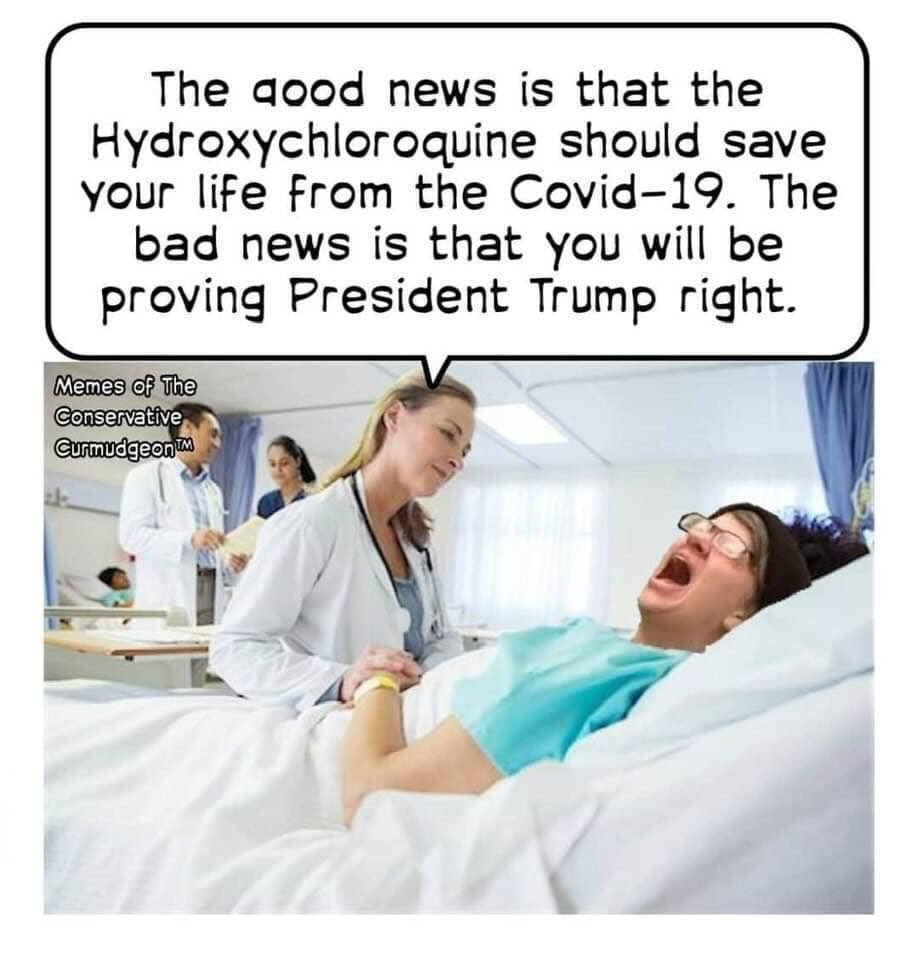 The good news is that the
Hydroxychloroquine should save
your life from the Covid-19. The
bad news is that you will be
proving President Trump right.
Memes of The
Conservative
Curmudgeon™